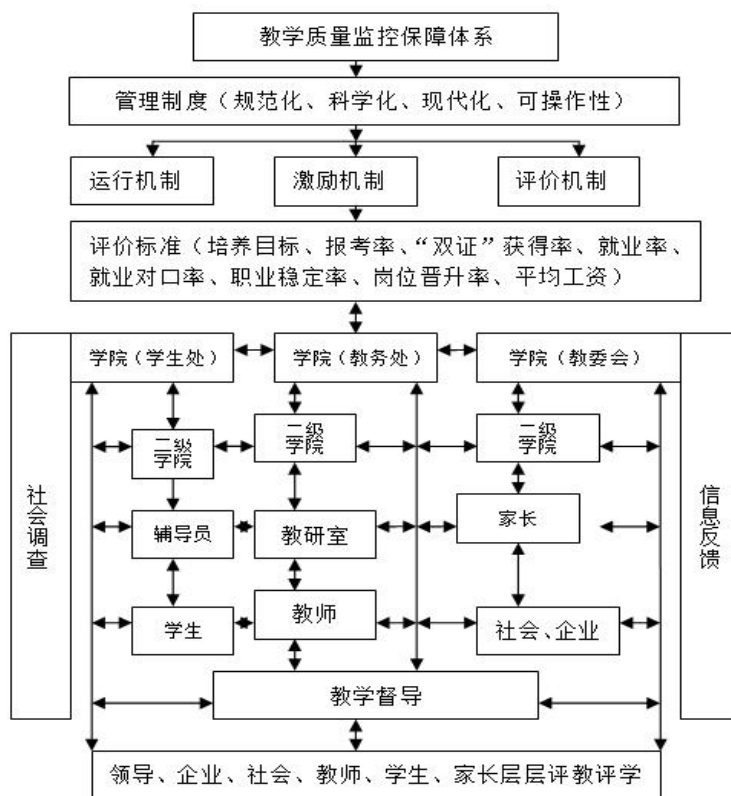 教学质量监控保障体系
管理制度（规范化、科学化、现代化、可操作性）
运行机制
激励机制
评价机制
评价标准（培养目标、报考率、“双证”获得率、就业率、
就业对口率、职业稳定率、岗位晋升率、平均工资）
学院（学生处）
学院（教务处）
学院（教委会）
二级
学院
二级
学院
二级
学院
社会调查
辅导员
教研室
家长
信息反馈
学生
教师
社会、企业
教学督导
领导、企业、社会、教师、学生、家长层层评教评学